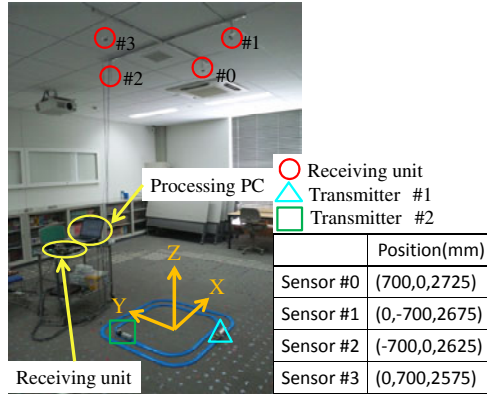 #3
#1
#2
#0
Processing PC
Receiving unit
Transmitter #1
Transmitter #2
Z
X
Y
Receiving unit
Position(mm)
Sensor #0 (700,0,2725)
Sensor #1 (0,-700,2675)
Sensor #2 (-700,0,2625)
Sensor #3 (0,700,2575)